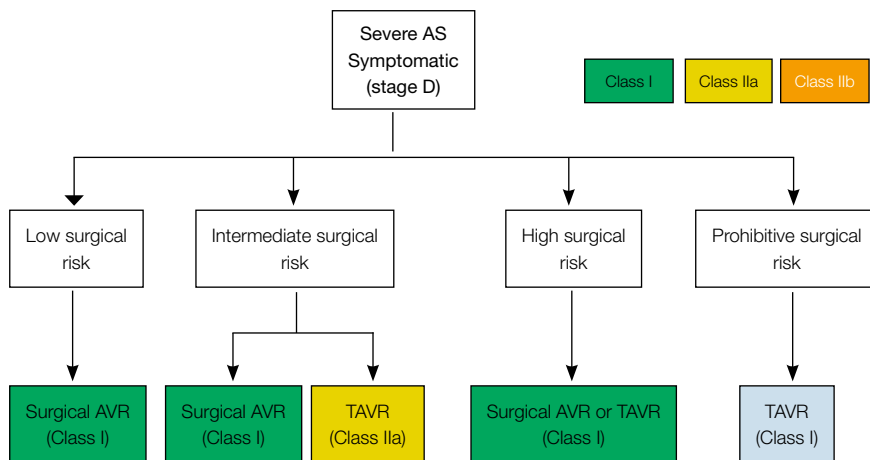 Severe AS
Symptomatic
(stage D)
Class I
Class IIa
Class IIb
Low surgical
risk
Intermediate surgical
risk
High surgical
risk
Prohibitive surgical
risk
Surgical AVR
(Class I)
Surgical AVR
(Class I)
TAVR
(Class IIa)
Surgical AVR or TAVR
(Class I)
TAVR
(Class I)